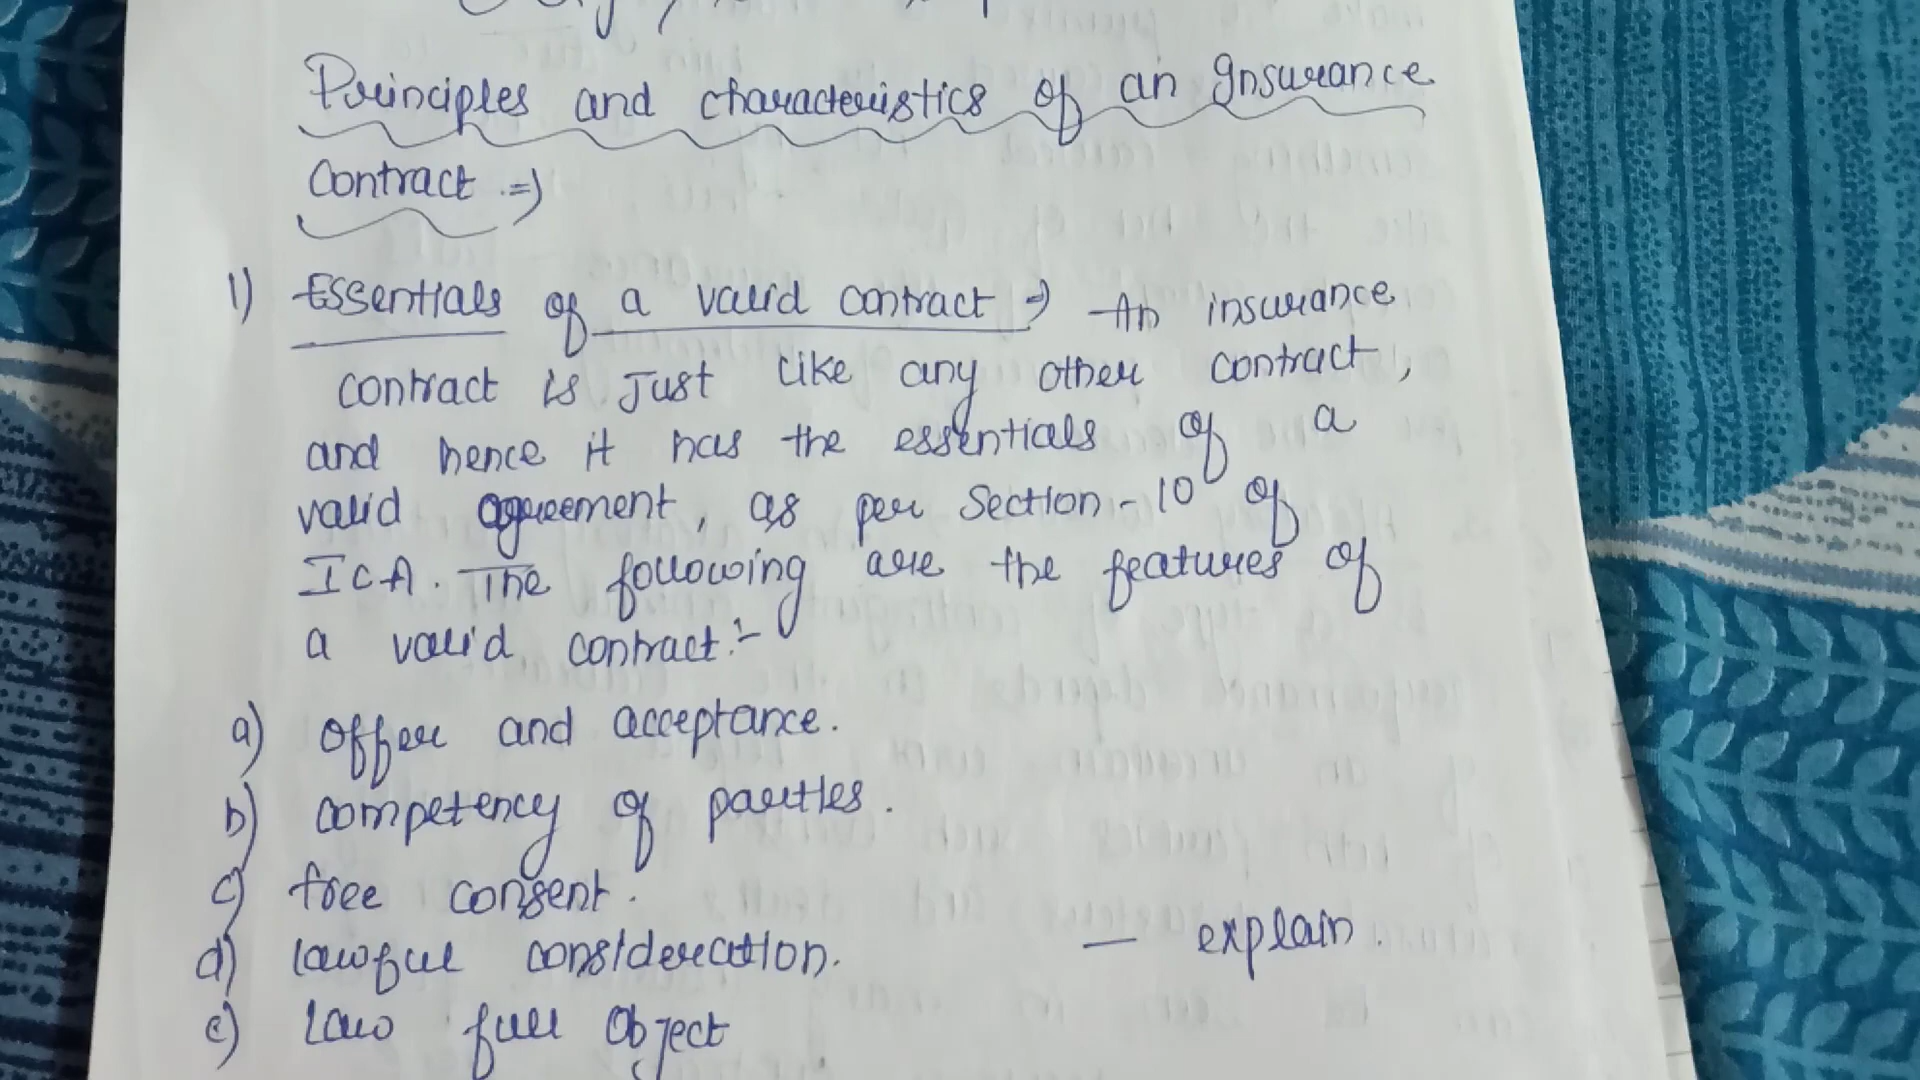 Principles and characteristics of an Insurance
Contract :=)
1) Essentials of a valid contract =) An insurance
contract is Just like any other contract,
and hence it has the essentials of a
valid agreement, as per Section - 10 of
ICA. The following are the features of
a valid contract :-
a) offer and acceptance.
b) competency of parties.
c) free consent.
d) lawful consideration. — explain.
e) Law full Object